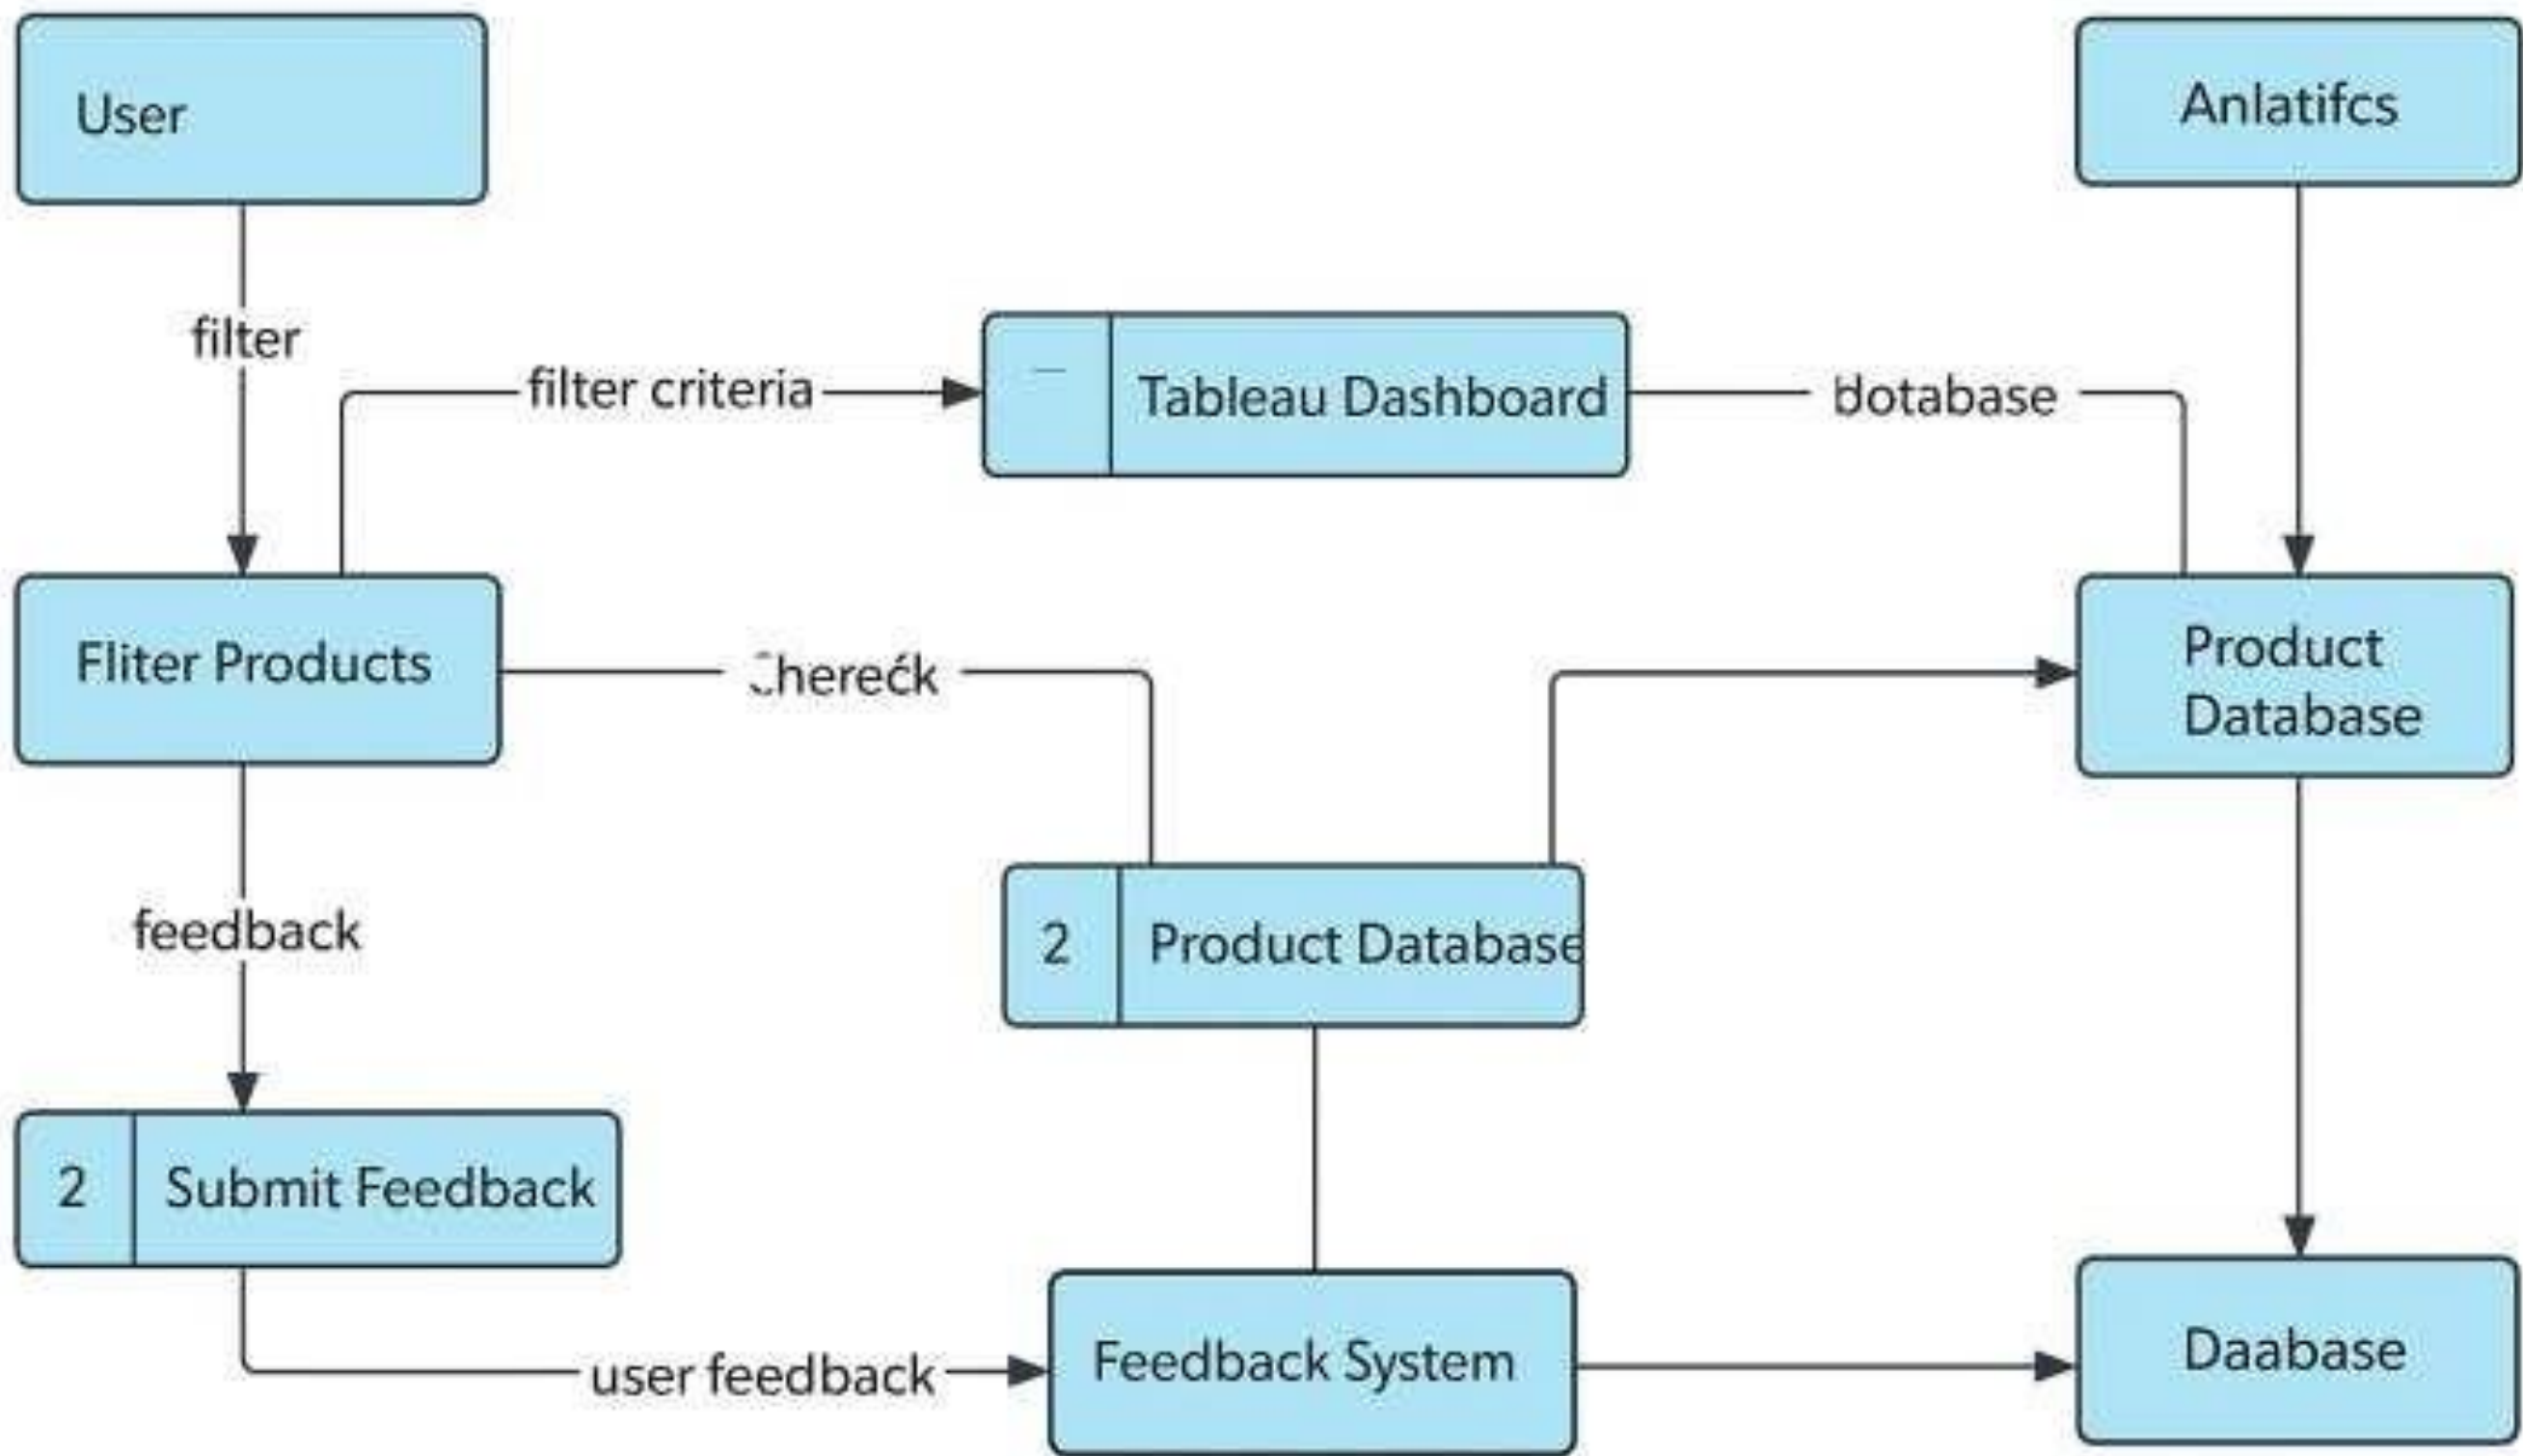 User
Anlatifcs
filter
filter criteria
Tableau Dashboard
botabase
Fliter Products
Product
Database
feedback
2 Product Database
2 Submit Feedback
user feedback
Feedback System
Daabase